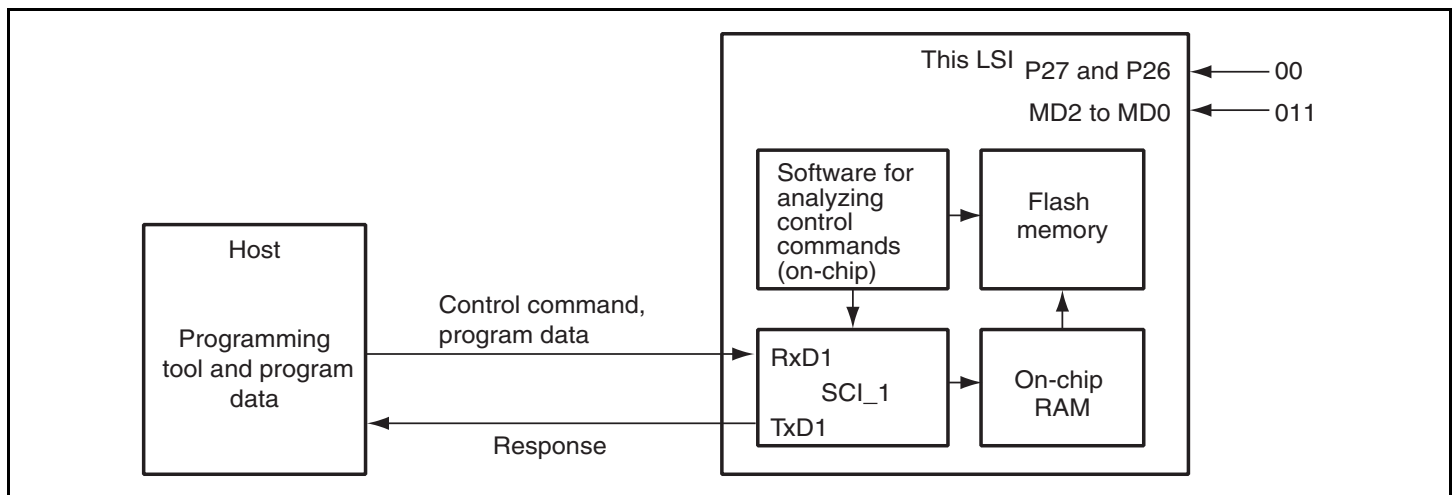 This LSI
P27 and P26
00
MD2 to MD0
011
Software for
analyzing
control
commands
(on-chip)
Flash
memory
Host
Programming
tool and program
data
Control command,
program data
RxD1
SCI_1
TxD1
On-chip
RAM
Response